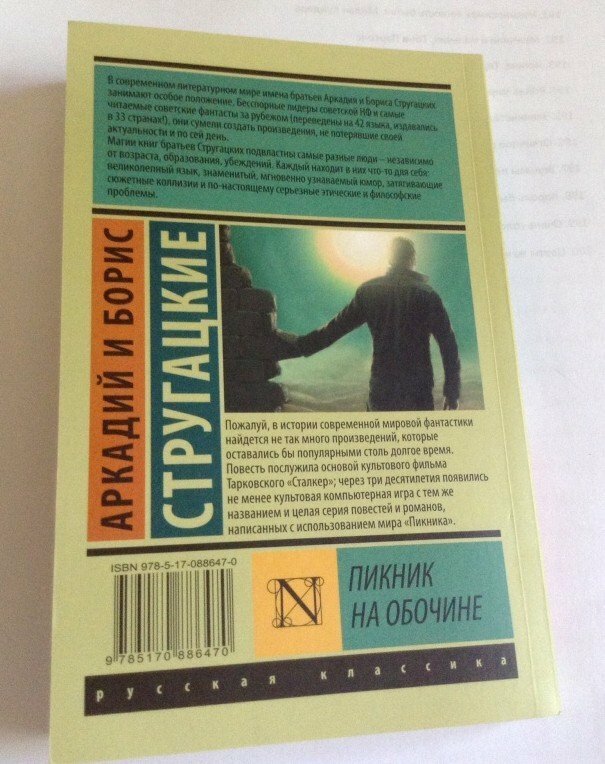 В современном литературном мире имена братьев Аркадия и Бориса Стругацких
занимают особое положение. Бесспорные лидеры советской НФ и самые
читаемые советские фантасты за рубежом (переведены на 42 языка, издавались
в 33 странах!), они сумели создать произведения, не потерявшие своей
актуальности и по сей день.
Магии книг братьев Стругацких подвластны самые разные люди – независимо
от возраста, образования, убеждений. Каждый находит в них что-то для себя:
великолепный язык, знаменитый, мгновенно узнаваемый юмор, затягивающие
сюжетные коллизии и по-настоящему серьезные этические и философские
проблемы.
АРКАДИЙ И БОРИС
СТРУГАЦКИЕ
Пожалуй, в истории современной мировой фантастики
найдется не так много произведений, которые
оставались бы популярными столь долгое время.
Повесть послужила основой культового фильма
Тарковского «Сталкер»; через три десятилетия появились
не менее культовая компьютерная игра с тем же
названием и целая серия повестей и романов,
написанных с использованием мира «Пикника».
ISBN 978-5-17-088647-0
9 785170 886470
N
ПИКНИК
НА ОБОЧИНЕ
русская классика